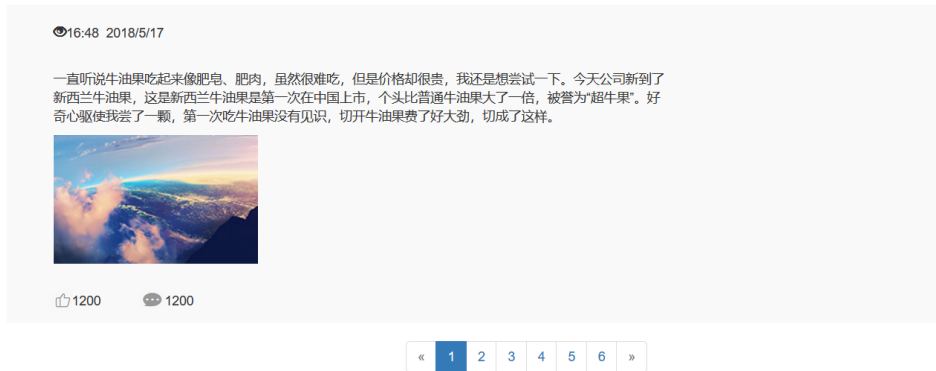 16:48 2018/5/17
一直听说牛油果吃起来像肥皂、肥肉，虽然很难吃，但是价格却很贵，我还是想尝试一下。今天公司新到了
新西兰牛油果，这是新西兰牛油果是第一次在中国上市，个头比普通牛油果大了一倍，被誉为“超牛果”。好
奇心驱使我尝了一颗，第一次吃牛油果没有见识，切开牛油果费了好大劲，切成了这样。
1200 1200
« 1 2 3 4 5 6 »